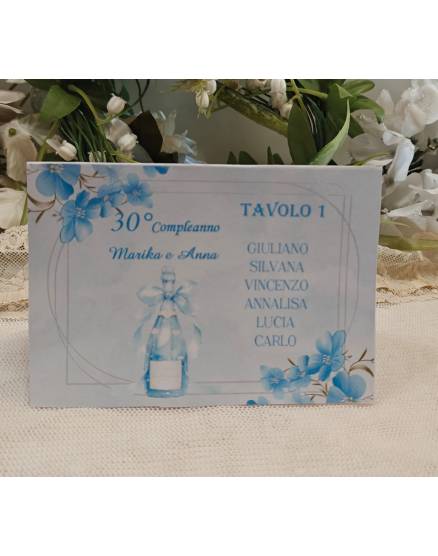 30° Compleanno
Marika e Anna
TAVOLO 1
GIULIANO
SILVANA
VINCENZO
ANNALISA
LUCIA
CARLO